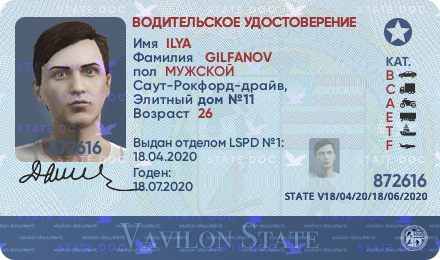 ВОДИТЕЛЬСКОЕ УДОСТОВЕРЕНИЕ
Имя ILYA
Фамилия GILFANOV
пол МУЖСКОЙ
Саут-Рокфорд-драйв,
Элитный дом №11
Возраст 26
КАТ.
B
C
A
E
T
F
872616
Выдан отделом LSPD №1:
18.04.2020
Годен:
18.07.2020
872616
STATE V18/04/20/18/06/2020
VAVILON STATE